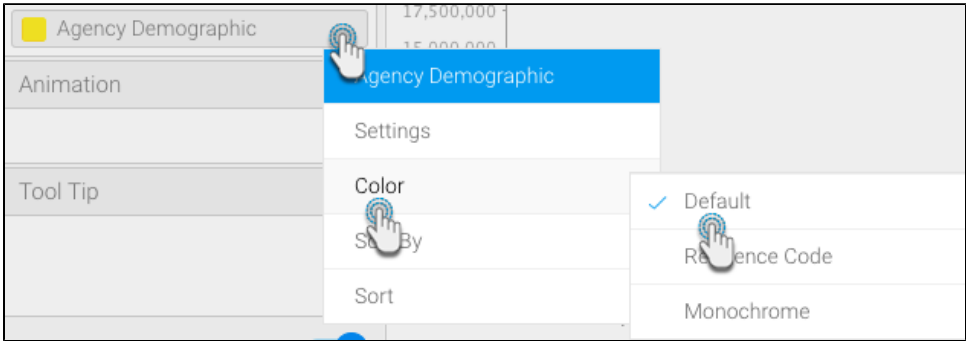 Agency Demographic
17,500,000
15,000,000
Animation
Tool Tip
Agency Demographic
Settings
Color
Sort By
Sort
Default
Reference Code
Monochrome